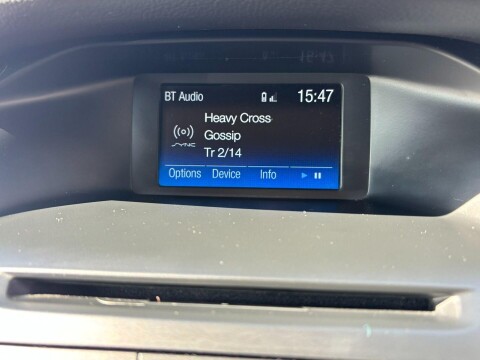 BT Audio 15:47
Heavy Cross
Gossip
SYNC
Tr 2/14
Options Device Info